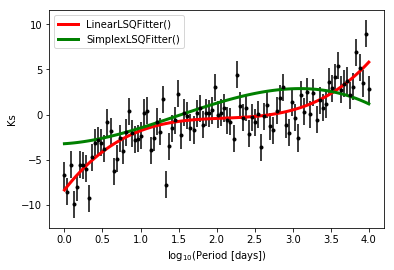 LinearLSQFitter()
SimplexLSQFitter()
10
5
0
−5
−10
Ks
0.0 0.5 1.0 1.5 2.0 2.5 3.0 3.5 4.0
log₁₀(Period [days])